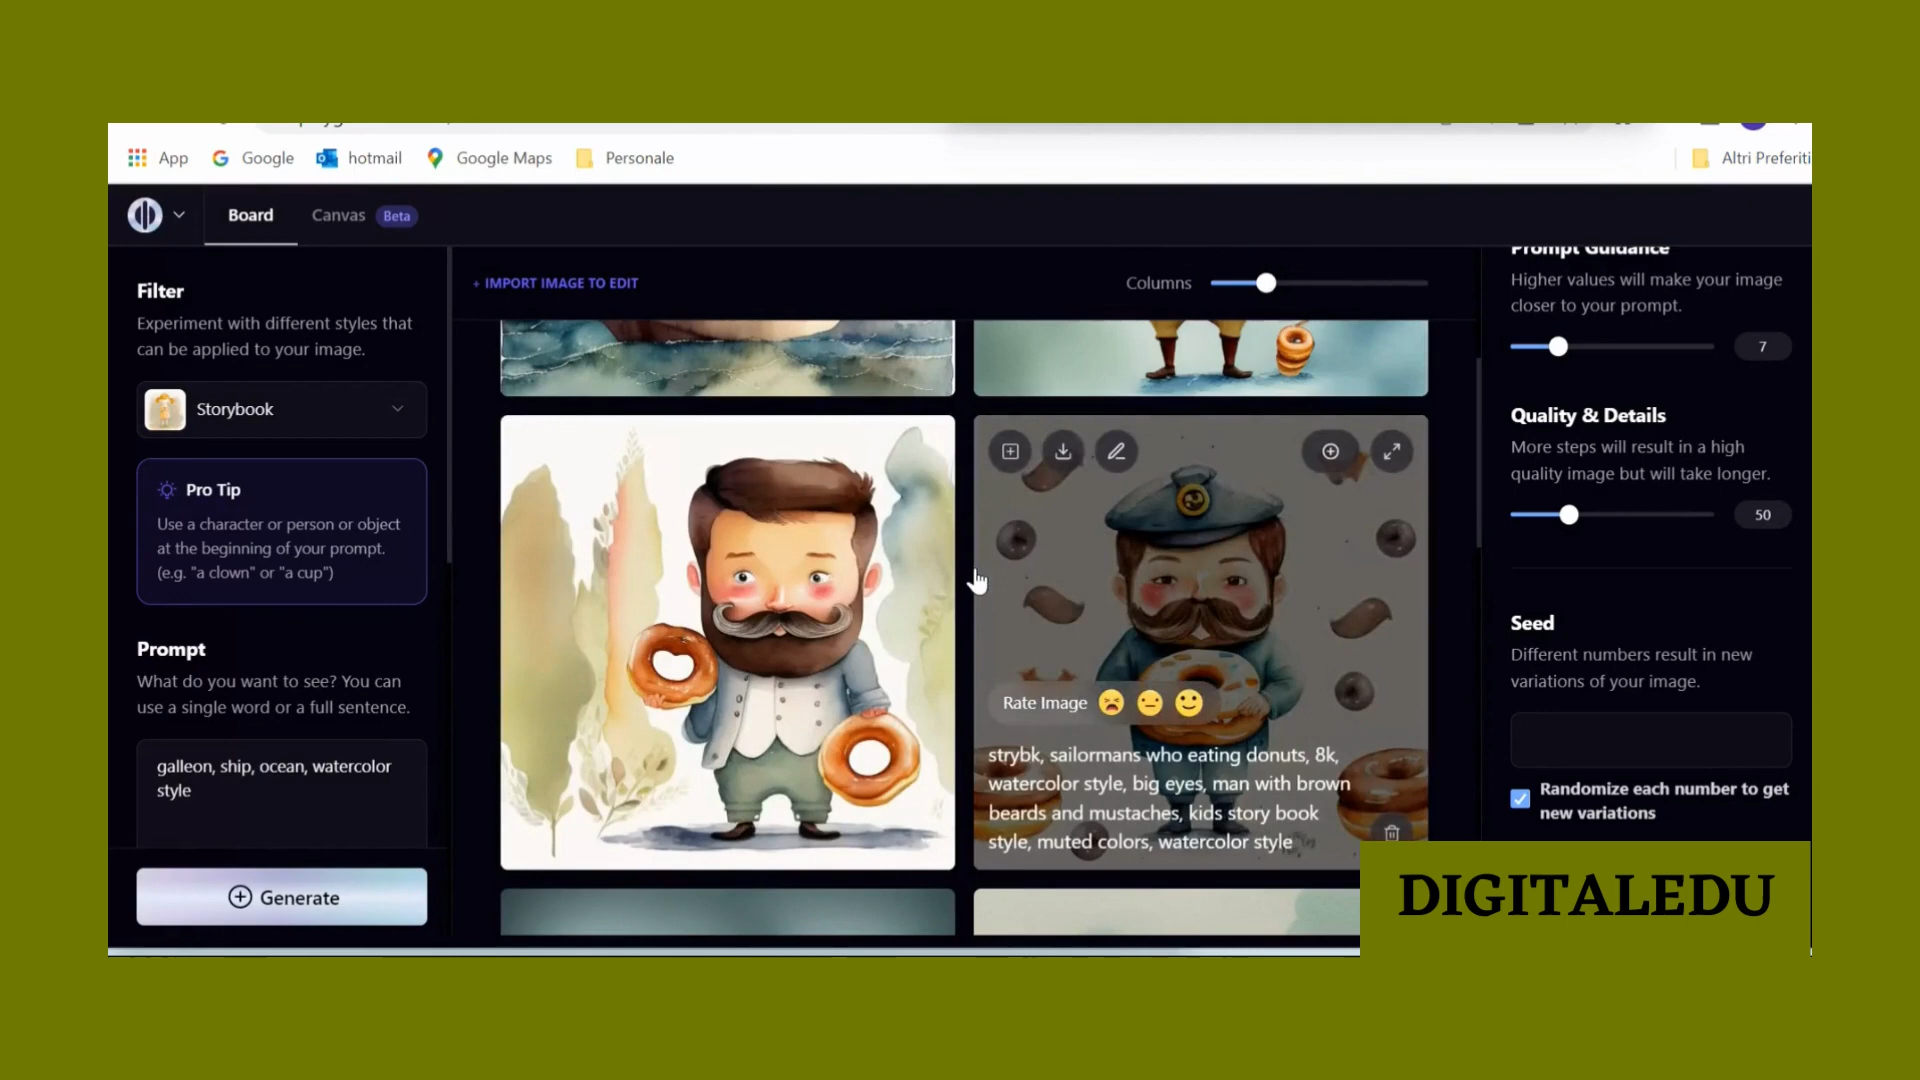 App
Google
hotmail
Google Maps
Personale
Altri Preferiti
Board
Canvas
Beta
Filter
Experiment with different styles that
can be applied to your image.
Storybook
Pro Tip
Use a character or person or object
at the beginning of your prompt.
(e.g. "a clown" or "a cup")
Prompt
What do you want to see? You can
use a single word or a full sentence.
galleon, ship, ocean, watercolor
style
Generate
+ IMPORT IMAGE TO EDIT
Columns
Rate Image
strybk, sailormans who eating donuts, 8k,
watercolor style, big eyes, man with brown
beards and mustaches, kids story book
style, muted colors, watercolor style
Prompt Guidance
Higher values will make your image
closer to your prompt.
7
Quality & Details
More steps will result in a high
quality image but will take longer.
50
Seed
Different numbers result in new
variations of your image.
Randomize each number to get
new variations
DIGITALEDU